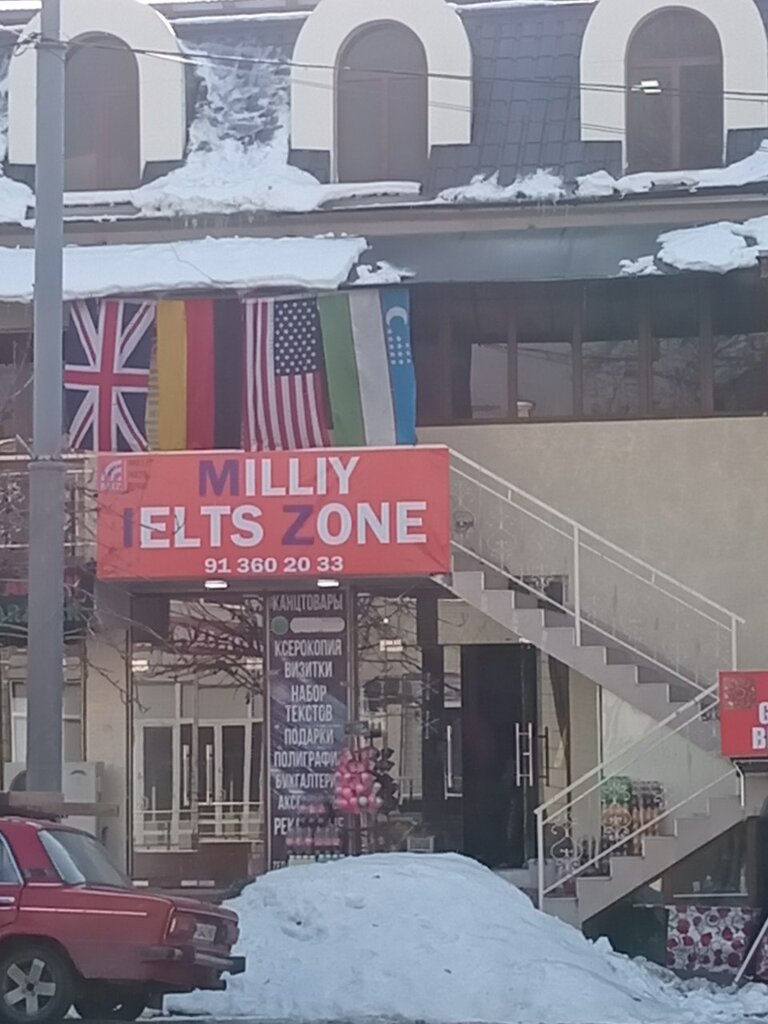 MILLIY
IELTS ZONE
91 360 20 33
КАНЦТОВАРЫ
КСЕРОКОПИЯ
ВИЗИТКИ
НАБОР
ТЕКСТОВ
ПОДАРКИ